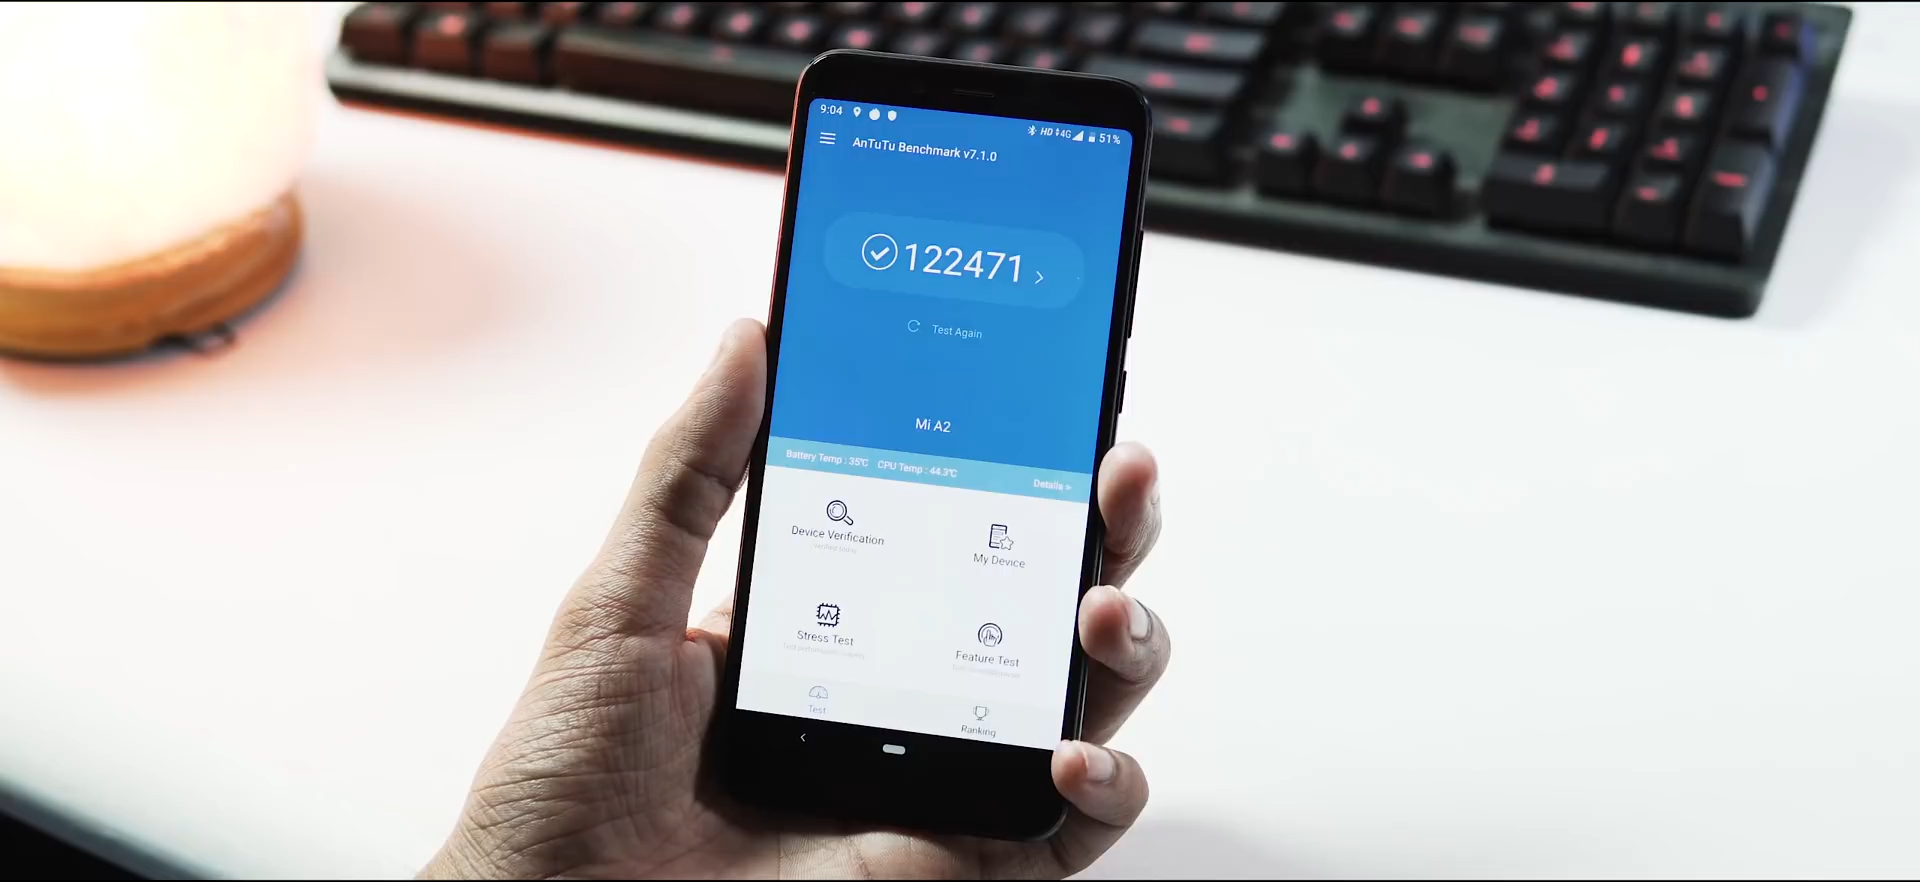 9:04 HD 4G 51%
AnTuTu Benchmark v7.1.0
122471 >
Test Again
Mi A2
Battery Temp : 35℃ CPU Temp : 44.3℃ Details >
Device Verification
My Device
Stress Test
Feature Test
Test
Ranking